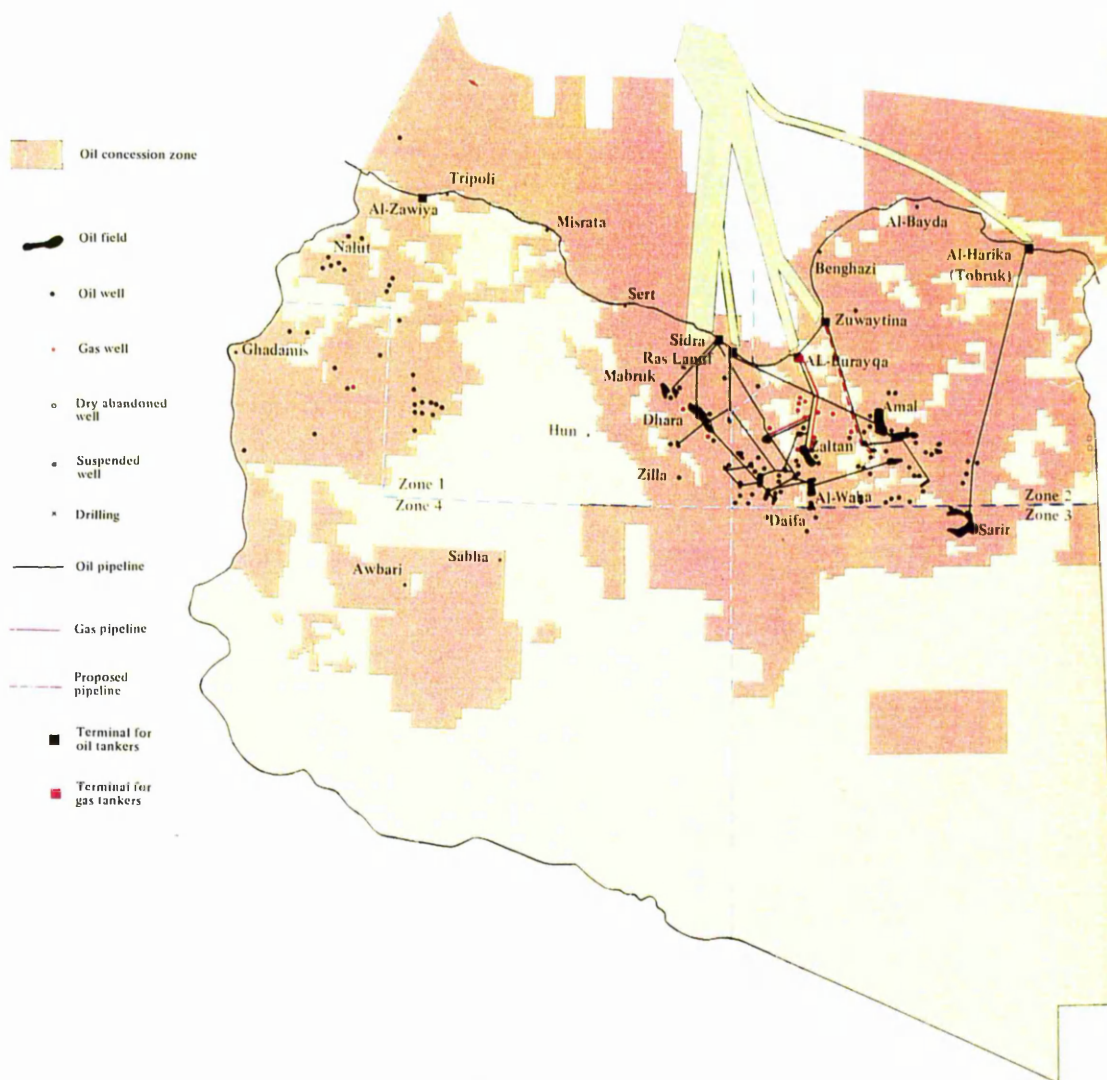 Oil concession zone
Oil field
Oil well
Gas well
Dry abandoned
well
Suspended
well
Drilling
Oil pipeline
Gas pipeline
Proposed
pipeline
Terminal for
oil tankers
Terminal for
gas tankers
Tripoli
Al-Zawiya
Misrata
Nalut
Ghadamis
Sert
Al-Bayda
Benghazi
Al-Harika
(Tobruk)
Zuwaytina
Sidra
Ras Lanuf
AL-Burayqa
Mabruk
Dhara
Amal
Hun
Zaltan
Zilla
Al-Waha
Daifa
Sarir
Zone 1
Zone 4
Zone 2
Zone 3
Sabha
Awbari